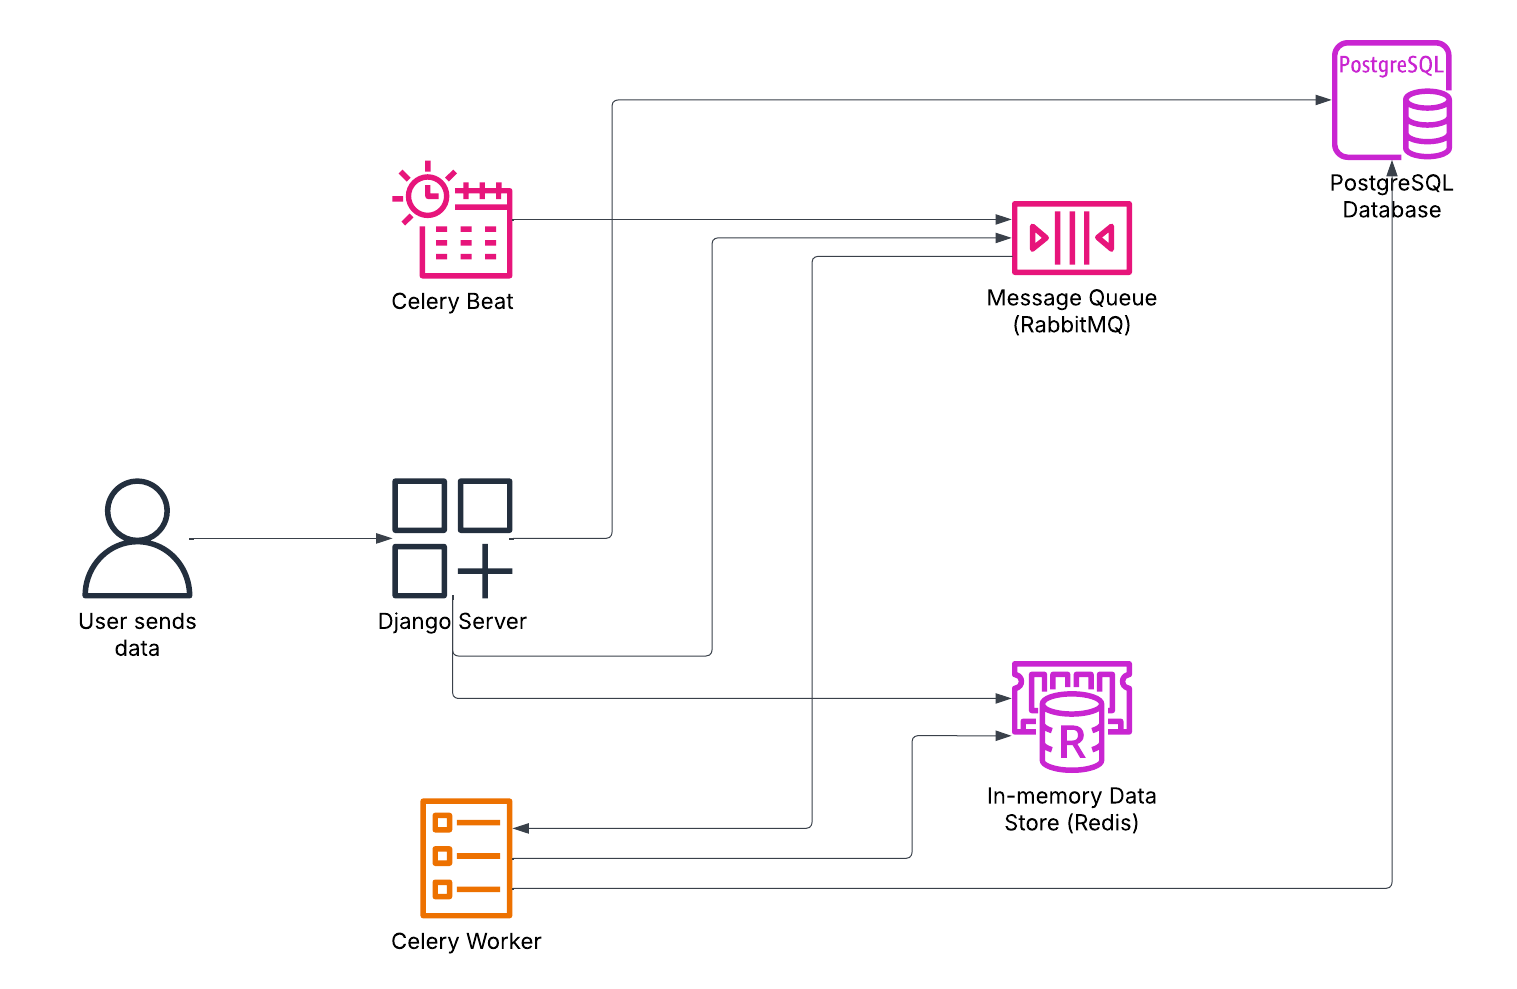 PostgreSQL
PostgreSQL
Database
Celery Beat
Message Queue
(RabbitMQ)
User sends
data
Django Server
R
In-memory Data
Store (Redis)
Celery Worker